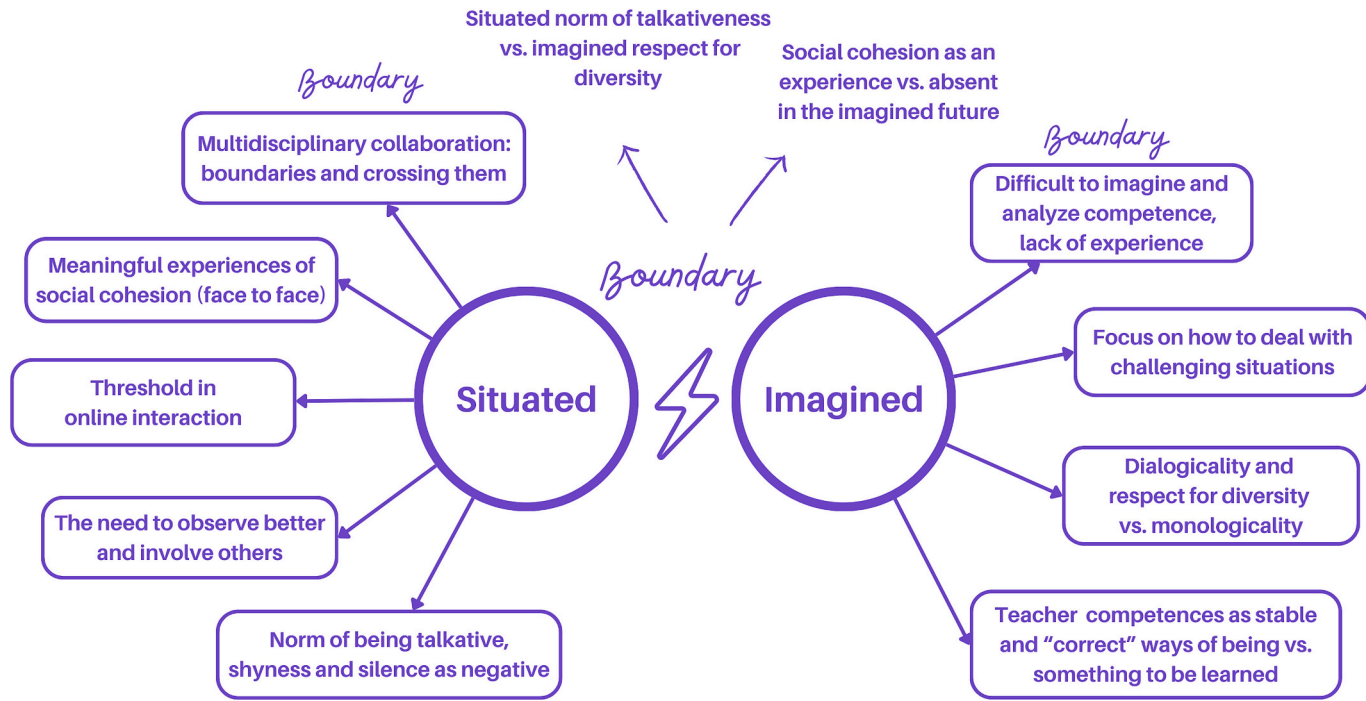 Situated norm of talkativeness
vs. imagined respect for
diversity
Social cohesion as an
experience vs. absent
in the imagined future
Boundary
Multidisciplinary collaboration:
boundaries and crossing them
Meaningful experiences of
social cohesion (face to face)
Threshold in
online interaction
The need to observe better
and involve others
Norm of being talkative,
shyness and silence as negative
Situated
Boundary
Imagined
Boundary
Difficult to imagine and
analyze competence,
lack of experience
Focus on how to deal with
challenging situations
Dialogicality and
respect for diversity
vs. monologicality
Teacher competences as stable
and “correct” ways of being vs.
something to be learned